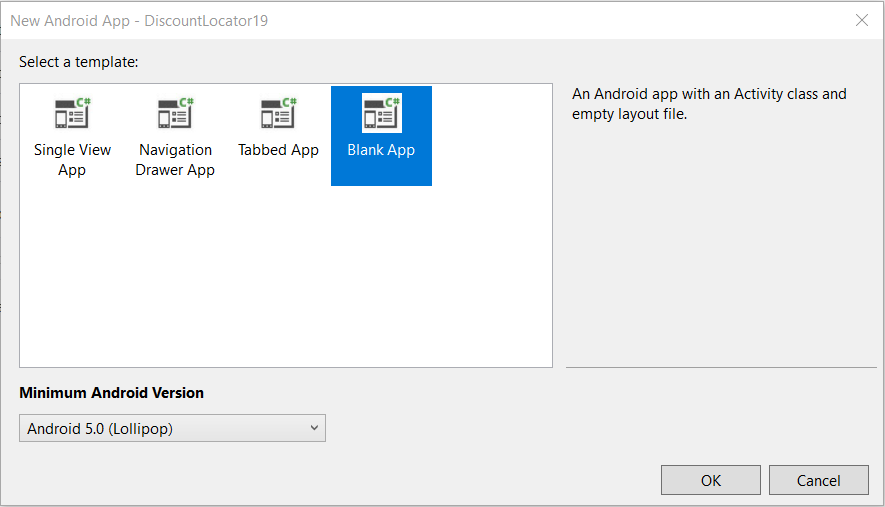 New Android App - DiscountLocator19
Select a template:
C#
C#
C#
C#
Single View
App
Navigation
Drawer App
Tabbed App
Blank App
An Android app with an Activity class and
empty layout file.
Minimum Android Version
Android 5.0 (Lollipop)
OK
Cancel